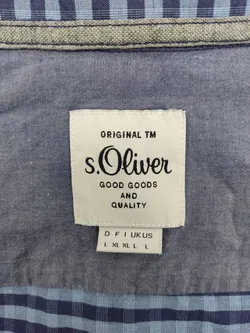 ORIGINAL TM
s.Oliver
GOOD GOODS
AND
QUALITY
D F I UK US
L XL XL L L